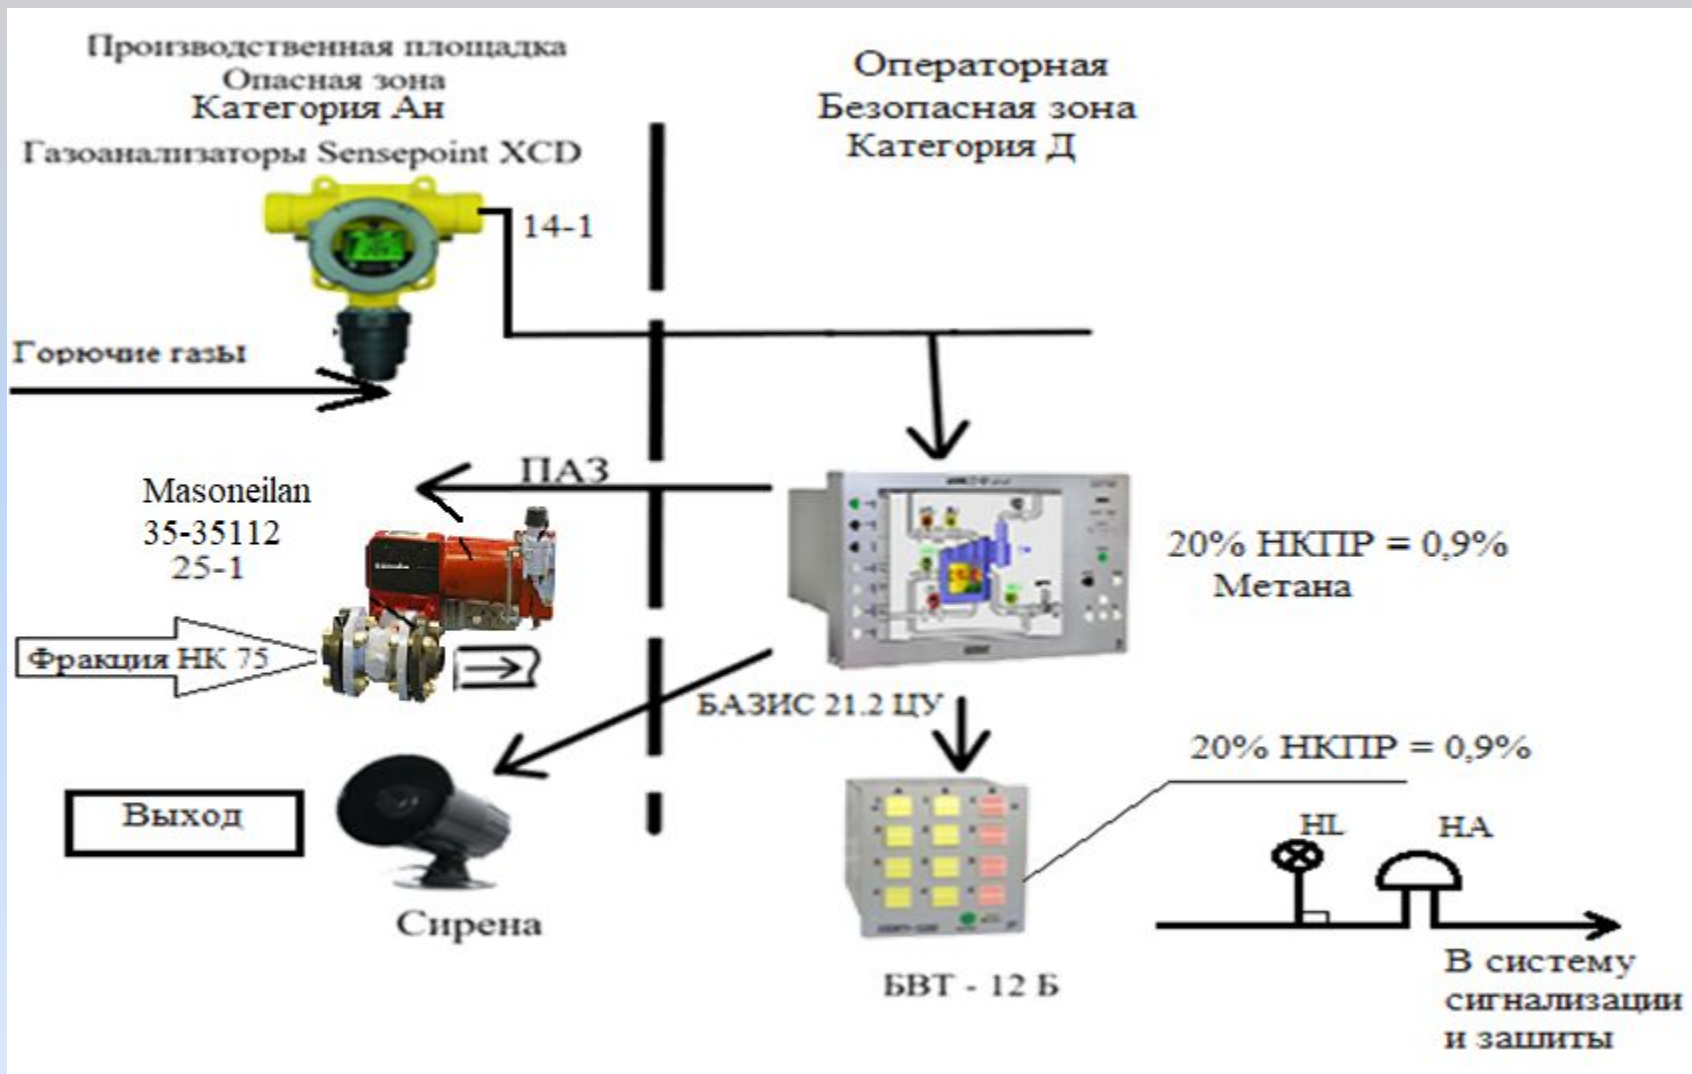 Производственная площадка
Опасная зона
Категория Ан
Газоанализаторы Sensepoint XCD
14-1
Горючие газы
Операторная
Безопасная зона
Категория Д
ПАЗ
Masoneilan
35-35112
25-1
Фракция НК 75
20% НКПР = 0,9%
Метана
БАЗИС 21.2 ЦУ
20% НКПР = 0,9%
Выход
Сирена
БВТ - 12 Б
HL
HA
В систему
сигнализации
и зашиты